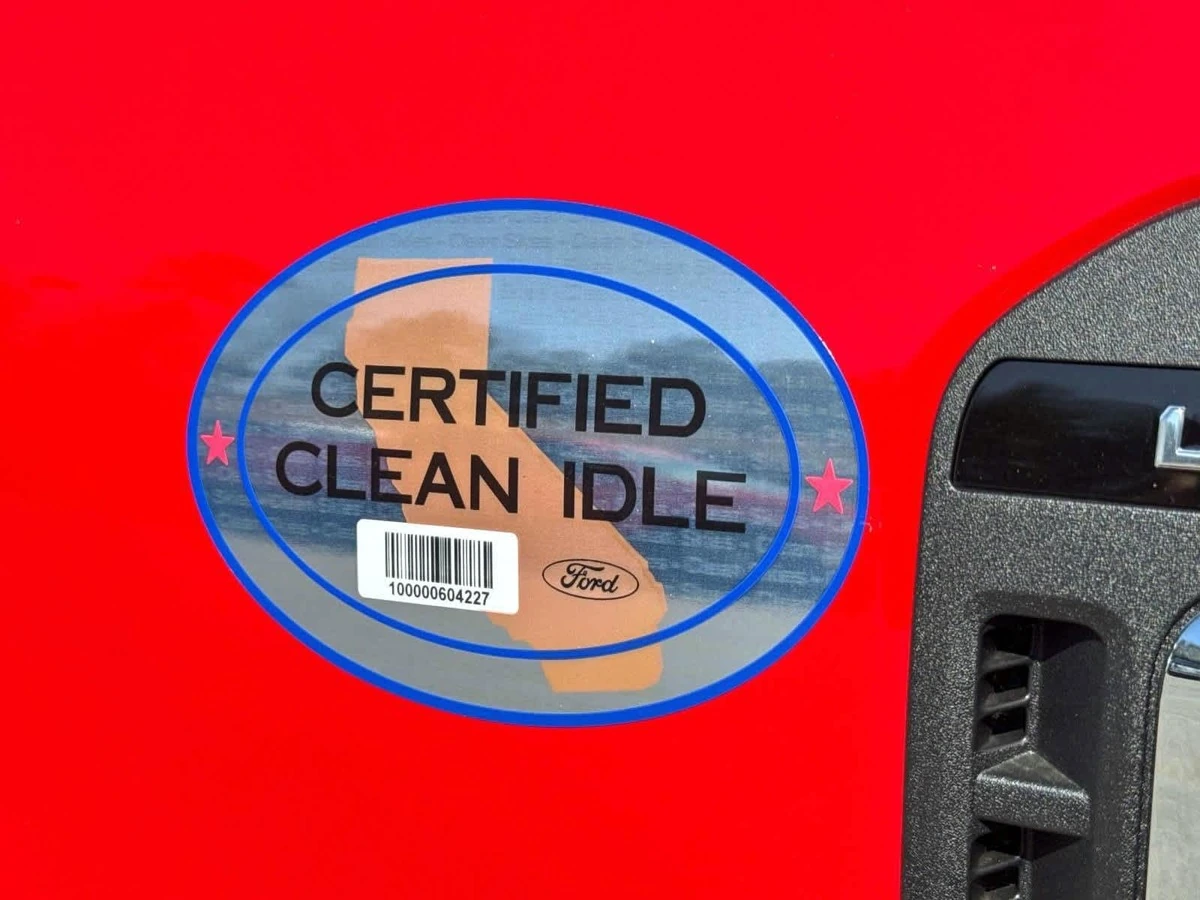 CERTIFIED
CLEAN IDLE
100000604227
Ford
L